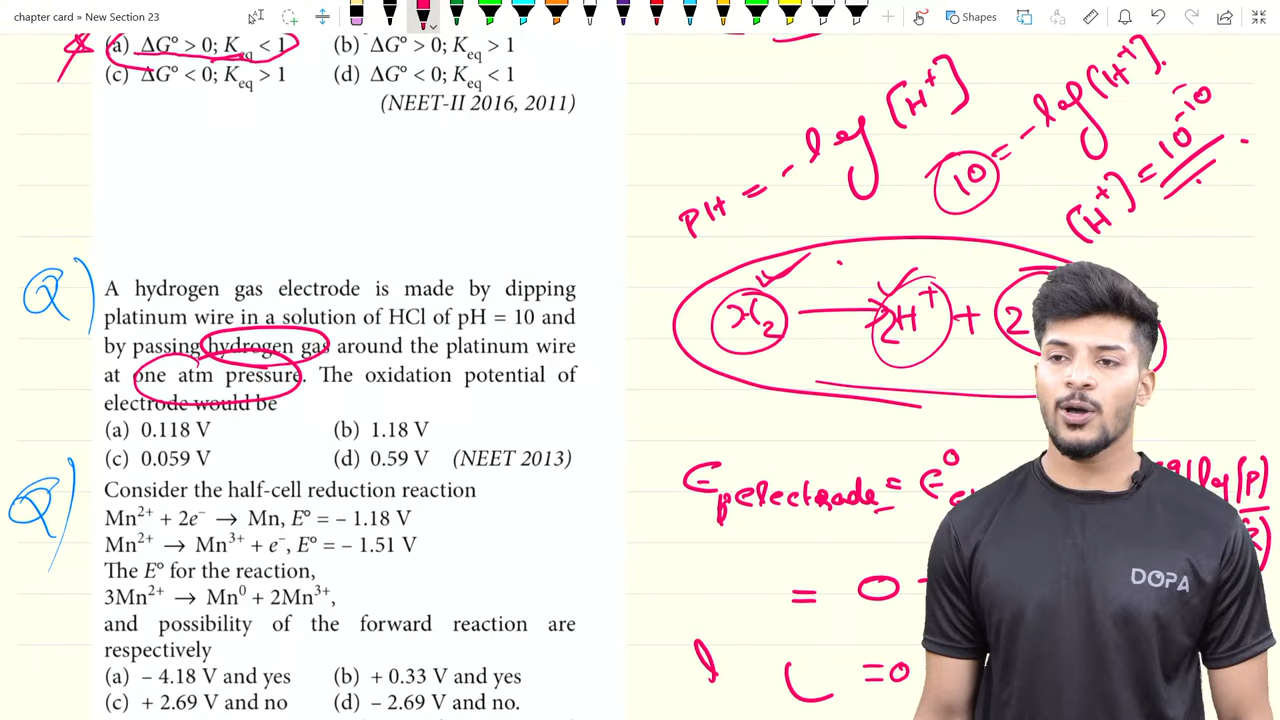 chapter card » New Section 23
Shapes
(a) ΔG° > 0; Keq < 1 (b) ΔG° > 0; Keq > 1
(c) ΔG° < 0; Keq > 1 (d) ΔG° < 0; Keq < 1
(NEET-II 2016, 2011)
Q)
A hydrogen gas electrode is made by dipping
platinum wire in a solution of HCl of pH = 10 and
by passing hydrogen gas around the platinum wire
at one atm pressure. The oxidation potential of
electrode would be
(a) 0.118 V (b) 1.18 V
(c) 0.059 V (d) 0.59 V (NEET 2013)
Q)
Consider the half-cell reduction reaction
Mn²⁺ + 2e⁻ → Mn, E° = – 1.18 V
Mn²⁺ → Mn³⁺ + e⁻, E° = – 1.51 V
The E° for the reaction,
3Mn²⁺ → Mn⁰ + 2Mn³⁺,
and possibility of the forward reaction are
respectively
(a) – 4.18 V and yes (b) + 0.33 V and yes
(c) + 2.69 V and no (d) – 2.69 V and no.
PH = -log[H⁺]
10 = -log[H⁺].
[H⁺] = 10⁻¹⁰
H₂ → 2H⁺ + 2
= E⁰
log(P)
= 0
= 0
DOPA